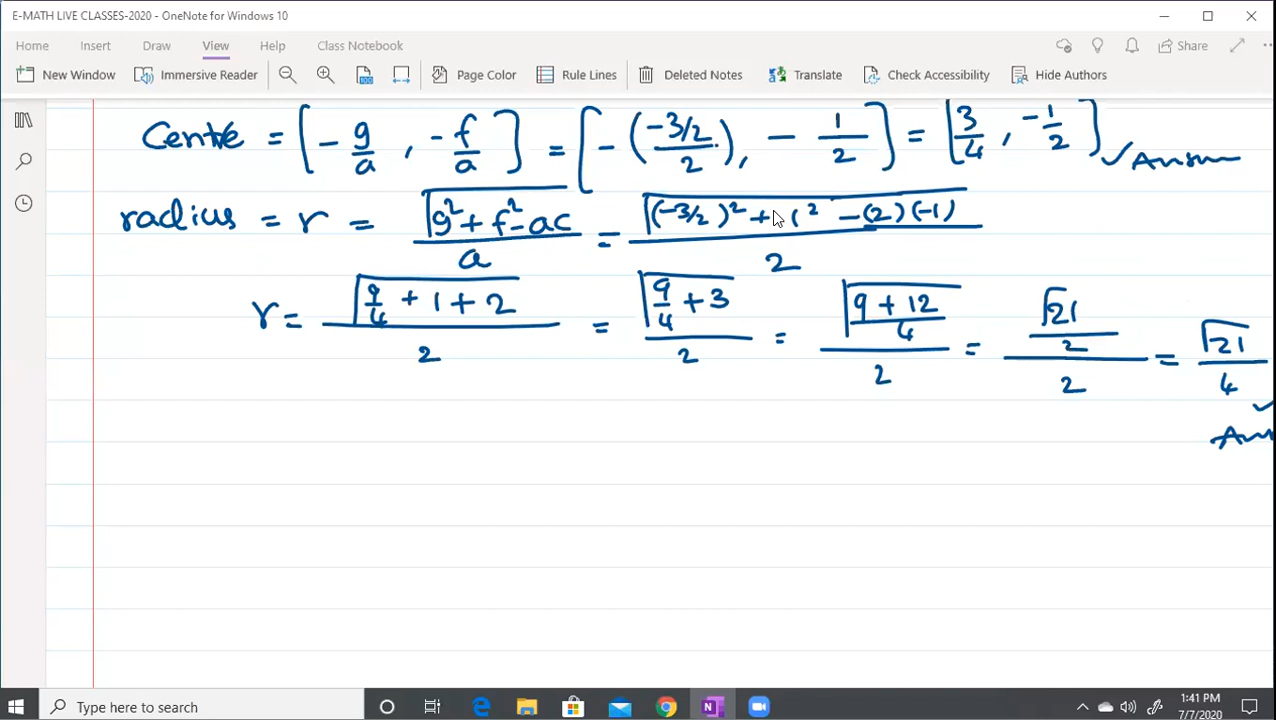 E-MATH LIVE CLASSES-2020 - OneNote for Windows 10
Home Insert Draw View Help Class Notebook Share
New Window Immersive Reader Page Color Rule Lines Deleted Notes Translate Check Accessibility Hide Authors
Centre = [-g/a, -f/a] = [-(-3/2/2), -1/2] = [3/4, -1/2] ✓
radius = r = √(g² + f² - ac)/a = √((-3/2)² + 1² - (2)(-1))/2
r = √(9/4 + 1 + 2)/2 = √(9/4 + 3)/2 = √((9 + 12)/4)/2 = (√21/2)/2 = √21/4
Type here to search
1:41 PM
7/7/2020